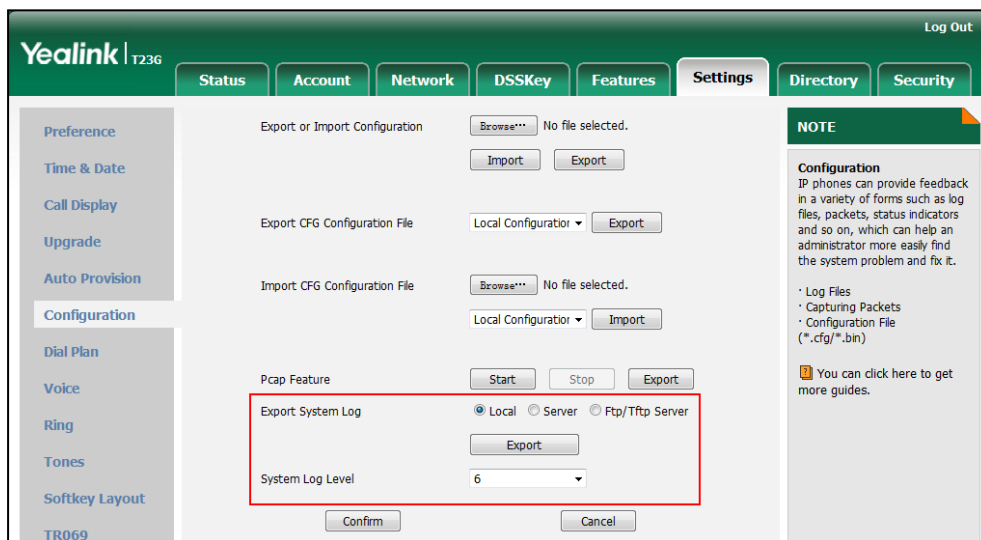 Log Out
Yealink T23G
Status Account Network DSSKey Features Settings Directory Security
Preference
Time & Date
Call Display
Upgrade
Auto Provision
Configuration
Dial Plan
Voice
Ring
Tones
Softkey Layout
TR069
Export or Import Configuration Browse··· No file selected.
Import Export
Export CFG Configuration File Local Configuration Export
Import CFG Configuration File Browse··· No file selected.
Local Configuration Import
Pcap Feature Start Stop Export
Export System Log Local Server Ftp/Tftp Server
Export
System Log Level 6
Confirm Cancel
NOTE
Configuration
IP phones can provide feedback
in a variety of forms such as log
files, packets, status indicators
and so on, which can help an
administrator more easily find
the system problem and fix it.
· Log Files
· Capturing Packets
· Configuration File
(*.cfg/*.bin)
? You can click here to get
more guides.